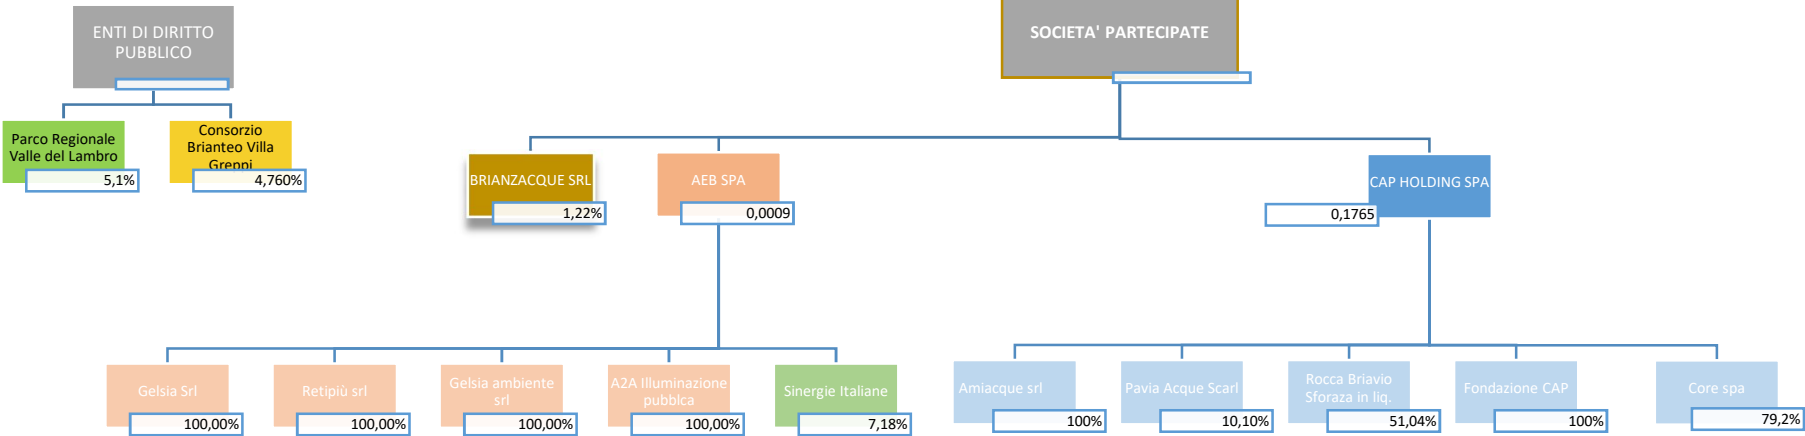 ENTI DI DIRITTO
PUBBLICO
SOCIETA' PARTECIPATE
Parco Regionale
Valle del Lambro
5,1%
Consorzio
Brianteo Villa
Greppi
4,760%
BRIANZACQUE SRL
1,22%
AEB SPA
0,0009
CAP HOLDING SPA
0,1765
Gelsia Srl
100,00%
Retipiù srl
100,00%
Gelsia ambiente
srl
100,00%
A2A Illuminazione
pubblca
100,00%
Sinergie Italiane
7,18%
Amiacque srl
100%
Pavia Acque Scarl
10,10%
Rocca Briavio
Sforaza in liq.
51,04%
Fondazione CAP
100%
Core spa
79,2%